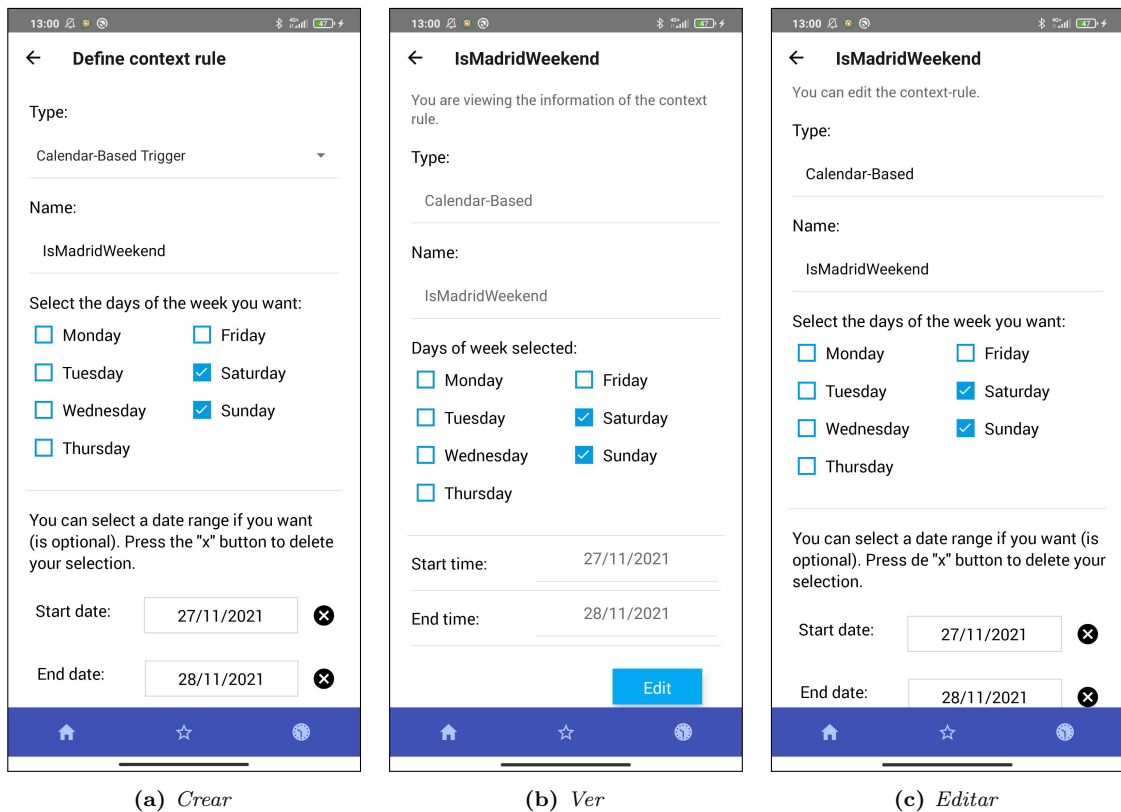 13:00
4G+
47
Define context rule
Type:
Calendar-Based Trigger
Name:
IsMadridWeekend
Select the days of the week you want:
Monday
Friday
Tuesday
Saturday
Wednesday
Sunday
Thursday
You can select a date range if you want
(is optional). Press the "x" button to delete
your selection.
Start date:
27/11/2021
End date:
28/11/2021
(a) Crear
13:00
4G+
47
IsMadridWeekend
You are viewing the information of the context
rule.
Type:
Calendar-Based
Name:
IsMadridWeekend
Days of week selected:
Monday
Friday
Tuesday
Saturday
Wednesday
Sunday
Thursday
Start time:
27/11/2021
End time:
28/11/2021
Edit
(b) Ver
13:00
4G+
47
IsMadridWeekend
You can edit the context-rule.
Type:
Calendar-Based
Name:
IsMadridWeekend
Select the days of the week you want:
Monday
Friday
Tuesday
Saturday
Wednesday
Sunday
Thursday
You can select a date range if you want (is
optional). Press de "x" button to delete your
selection.
Start date:
27/11/2021
End date:
28/11/2021
(c) Editar